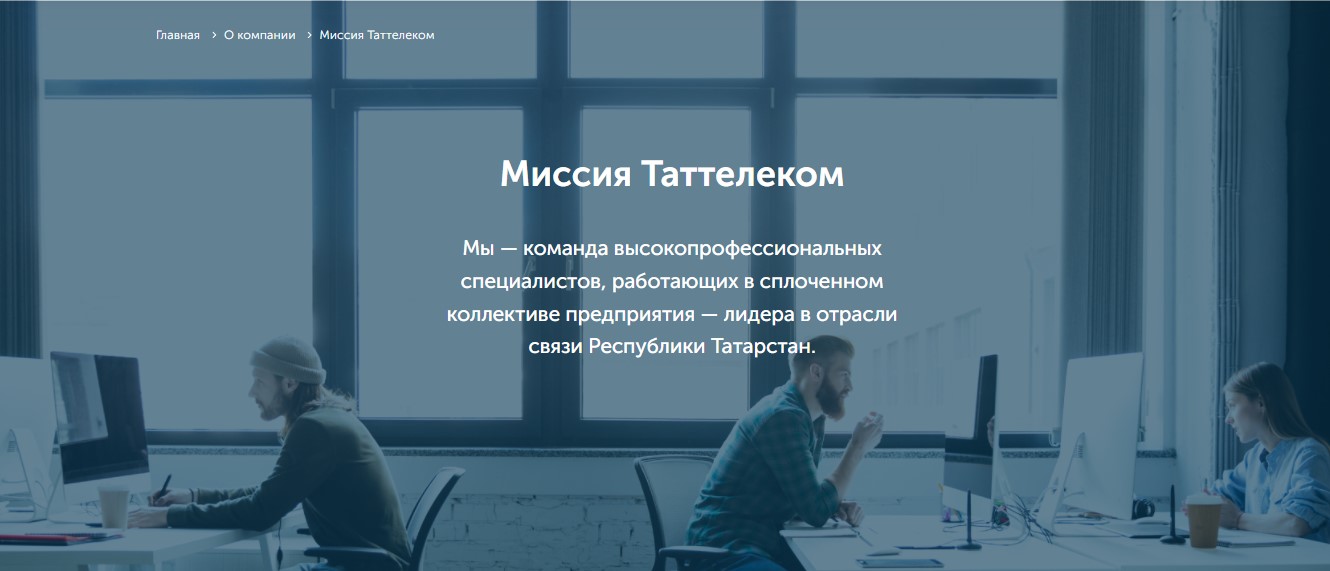 Главная > О компании > Миссия Таттелеком
Миссия Таттелеком
Мы — команда высокопрофессиональных
специалистов, работающих в сплоченном
коллективе предприятия — лидера в отрасли
связи Республики Татарстан.